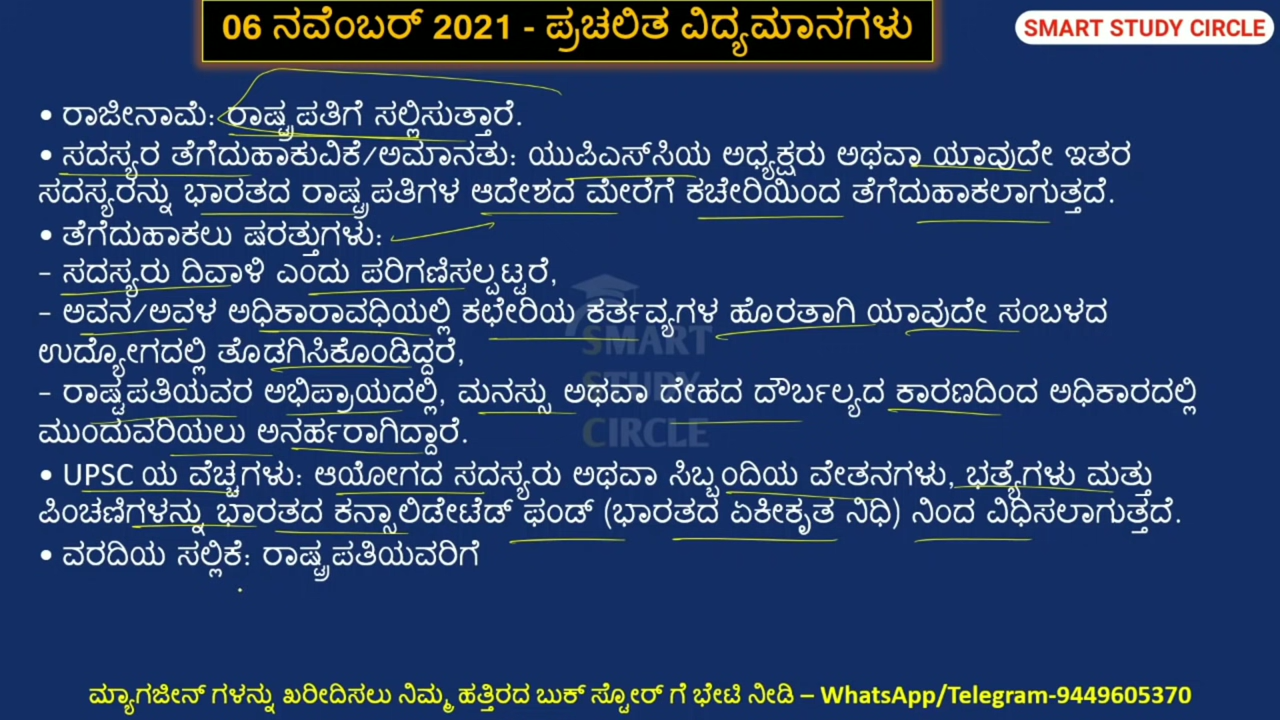 06 ನವೆಂಬರ್ 2021 - ಪ್ರಚಲಿತ ವಿದ್ಯಮಾನಗಳು
SMART STUDY CIRCLE
• ರಾಜೀನಾಮೆ: ರಾಷ್ಟ್ರಪತಿಗೆ ಸಲ್ಲಿಸುತ್ತಾರೆ.
• ಸದಸ್ಯರ ತೆಗೆದುಹಾಕುವಿಕೆ/ಅಮಾನತು: ಯುಪಿಎಸ್‌ಸಿಯ ಅಧ್ಯಕ್ಷರು ಅಥವಾ ಯಾವುದೇ ಇತರ
ಸದಸ್ಯರನ್ನು ಭಾರತದ ರಾಷ್ಟ್ರಪತಿಗಳ ಆದೇಶದ ಮೇರೆಗೆ ಕಚೇರಿಯಿಂದ ತೆಗೆದುಹಾಕಲಾಗುತ್ತದೆ.
• ತೆಗೆದುಹಾಕಲು ಷರತ್ತುಗಳು:
– ಸದಸ್ಯರು ದಿವಾಳಿ ಎಂದು ಪರಿಗಣಿಸಲ್ಪಟ್ಟರೆ,
– ಅವನ/ಅವಳ ಅಧಿಕಾರಾವಧಿಯಲ್ಲಿ ಕಛೇರಿಯ ಕರ್ತವ್ಯಗಳ ಹೊರತಾಗಿ ಯಾವುದೇ ಸಂಬಳದ
ಉದ್ಯೋಗದಲ್ಲಿ ತೊಡಗಿಸಿಕೊಂಡಿದ್ದರೆ,
– ರಾಷ್ಟ್ರಪತಿಯವರ ಅಭಿಪ್ರಾಯದಲ್ಲಿ, ಮನಸ್ಸು ಅಥವಾ ದೇಹದ ದೌರ್ಬಲ್ಯದ ಕಾರಣದಿಂದ ಅಧಿಕಾರದಲ್ಲಿ
ಮುಂದುವರಿಯಲು ಅನರ್ಹರಾಗಿದ್ದಾರೆ.
• UPSC ಯ ವೆಚ್ಚಗಳು: ಆಯೋಗದ ಸದಸ್ಯರು ಅಥವಾ ಸಿಬ್ಬಂದಿಯ ವೇತನಗಳು, ಭತ್ಯೆಗಳು ಮತ್ತು
ಪಿಂಚಣಿಗಳನ್ನು ಭಾರತದ ಕನ್ಸಾಲಿಡೇಟೆಡ್ ಫಂಡ್ (ಭಾರತದ ಏಕೀಕೃತ ನಿಧಿ) ನಿಂದ ವಿಧಿಸಲಾಗುತ್ತದೆ.
• ವರದಿಯ ಸಲ್ಲಿಕೆ: ರಾಷ್ಟ್ರಪತಿಯವರಿಗೆ
SMART
STUDY
CIRCLE
ಮ್ಯಾಗಜೀನ್ ಗಳನ್ನು ಖರೀದಿಸಲು ನಿಮ್ಮ ಹತ್ತಿರದ ಬುಕ್ ಸ್ಟೋರ್ ಗೆ ಭೇಟಿ ನೀಡಿ – WhatsApp/Telegram-9449605370